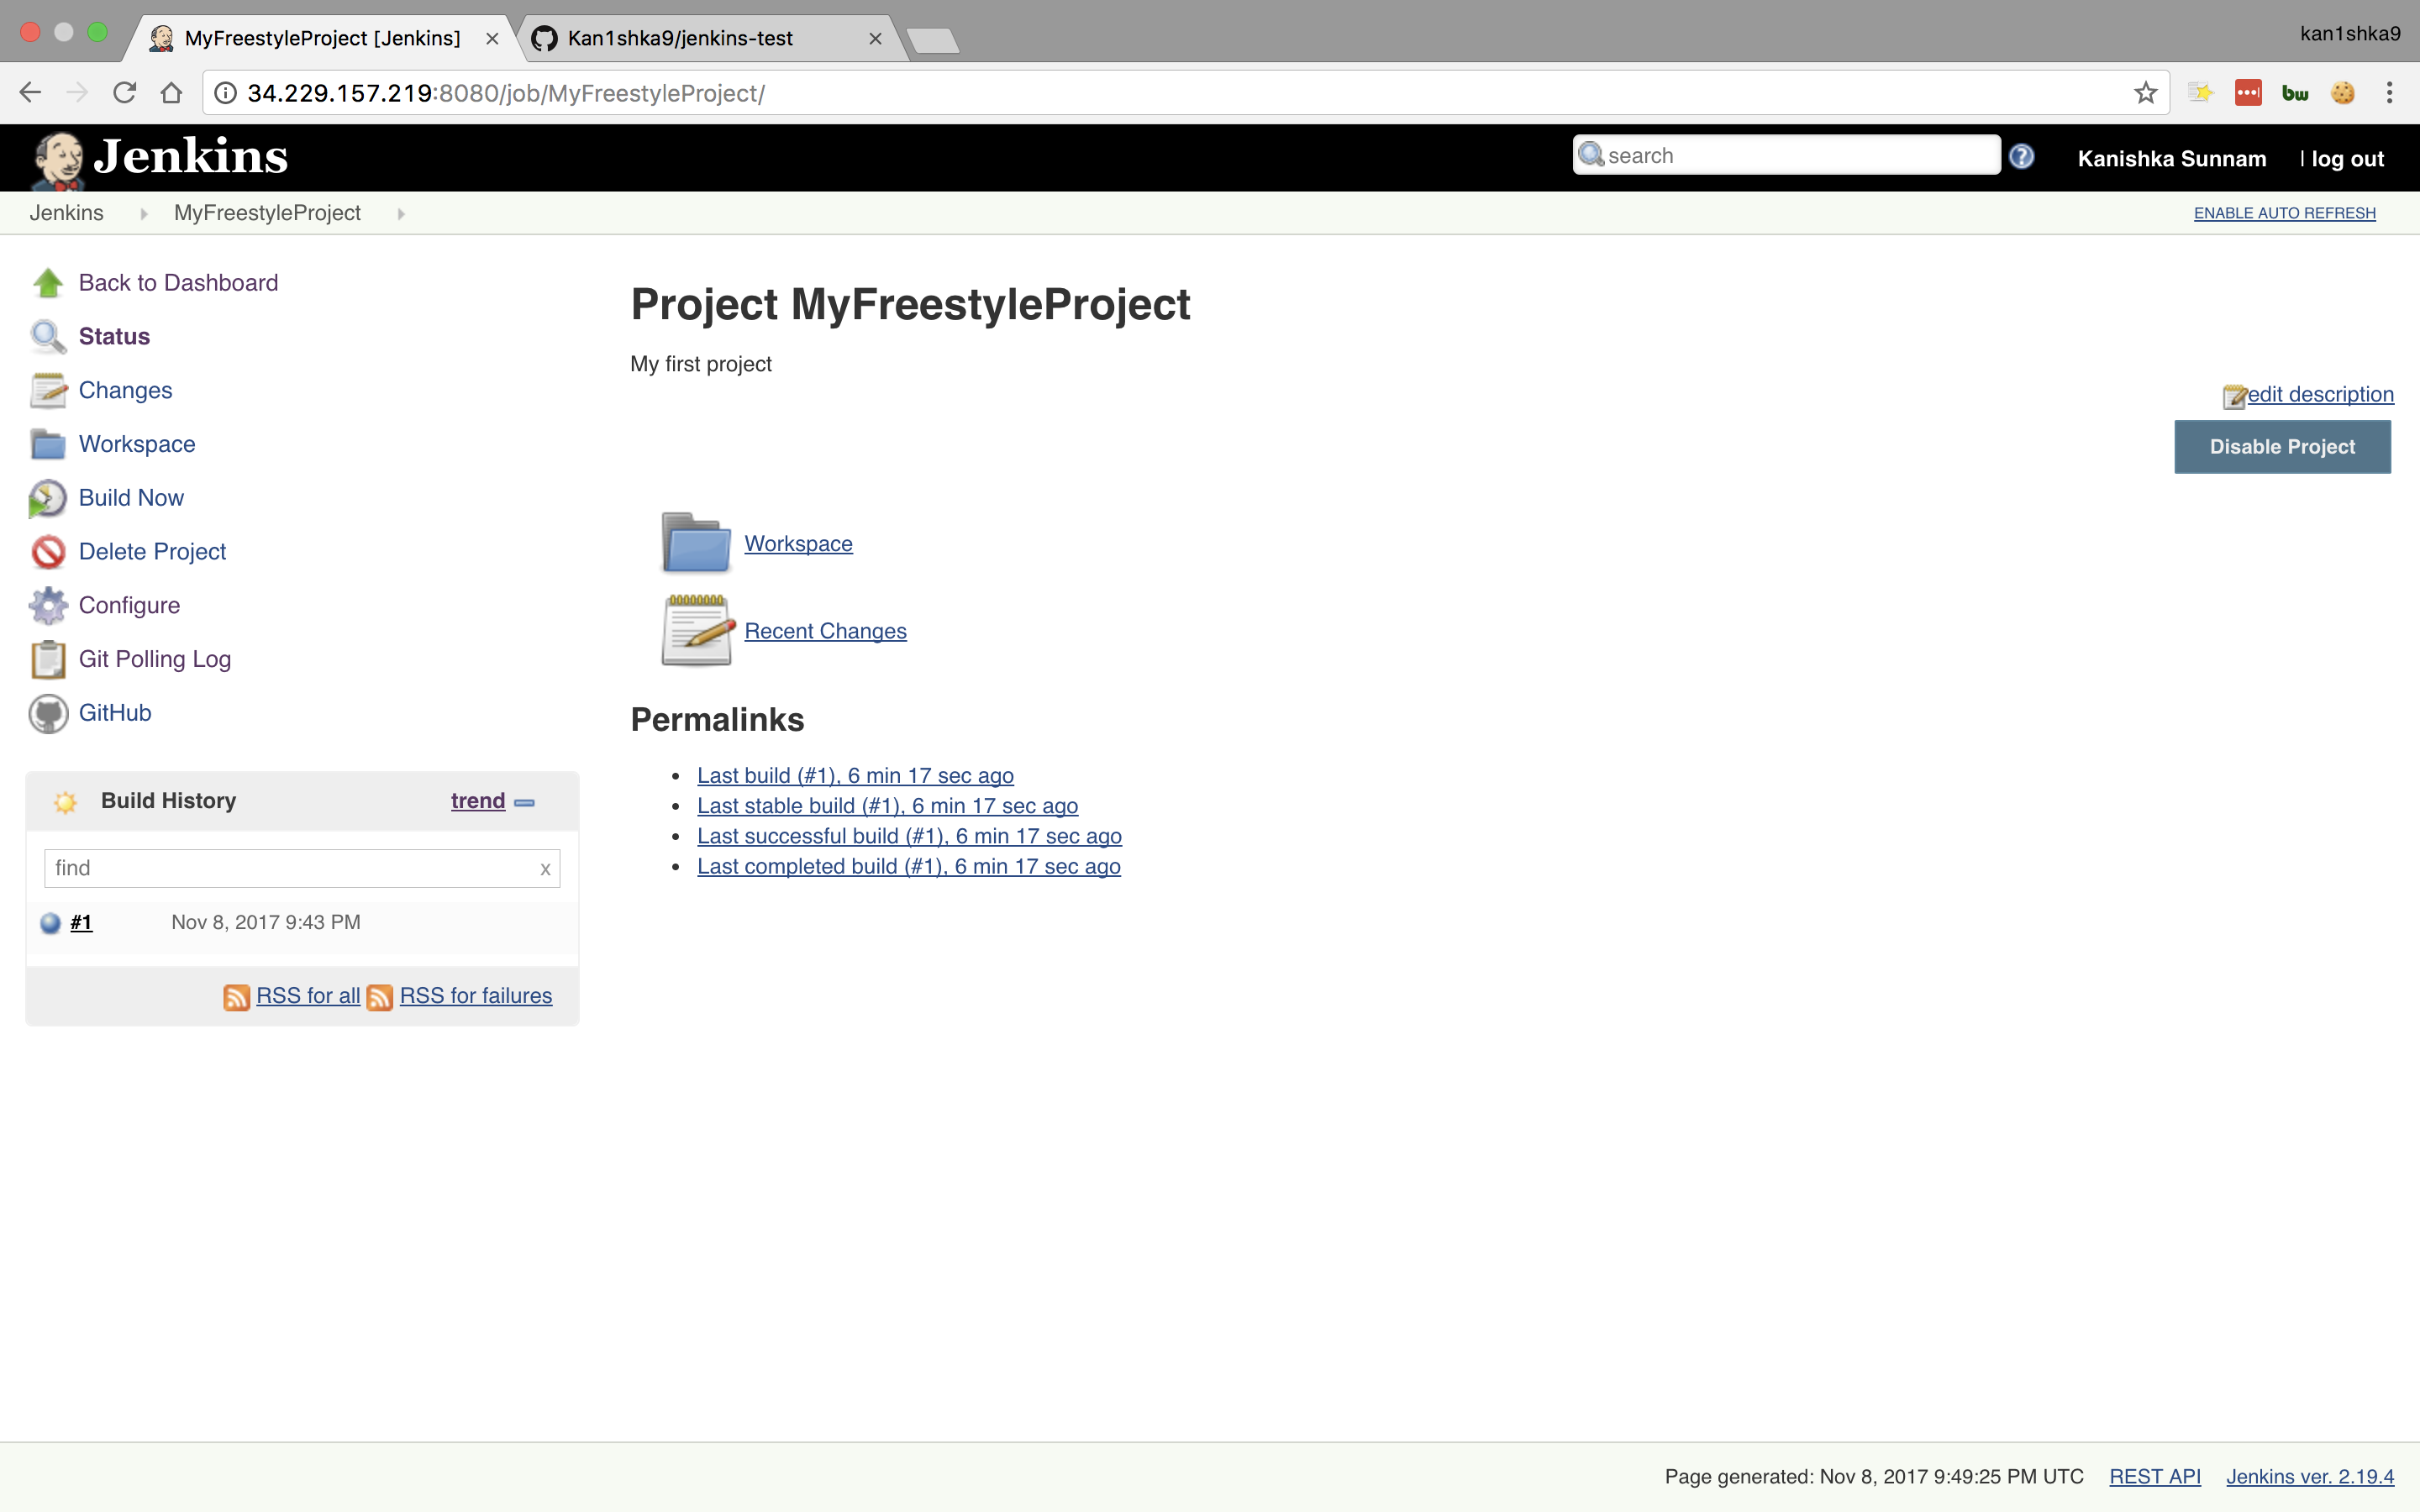 MyFreestyleProject [Jenkins]
Kan1shka9/jenkins-test
kan1shka9
34.229.157.219:8080/job/MyFreestyleProject/
bw
Jenkins
search
Kanishka Sunnam | log out
Jenkins MyFreestyleProject
ENABLE AUTO REFRESH
Back to Dashboard
Status
Changes
Workspace
Build Now
Delete Project
Configure
Git Polling Log
GitHub
Build History trend
find x
#1 Nov 8, 2017 9:43 PM
RSS for all RSS for failures
Project MyFreestyleProject
My first project
edit description
Disable Project
Workspace
Recent Changes
Permalinks
• Last build (#1), 6 min 17 sec ago
• Last stable build (#1), 6 min 17 sec ago
• Last successful build (#1), 6 min 17 sec ago
• Last completed build (#1), 6 min 17 sec ago
Page generated: Nov 8, 2017 9:49:25 PM UTC REST API Jenkins ver. 2.19.4